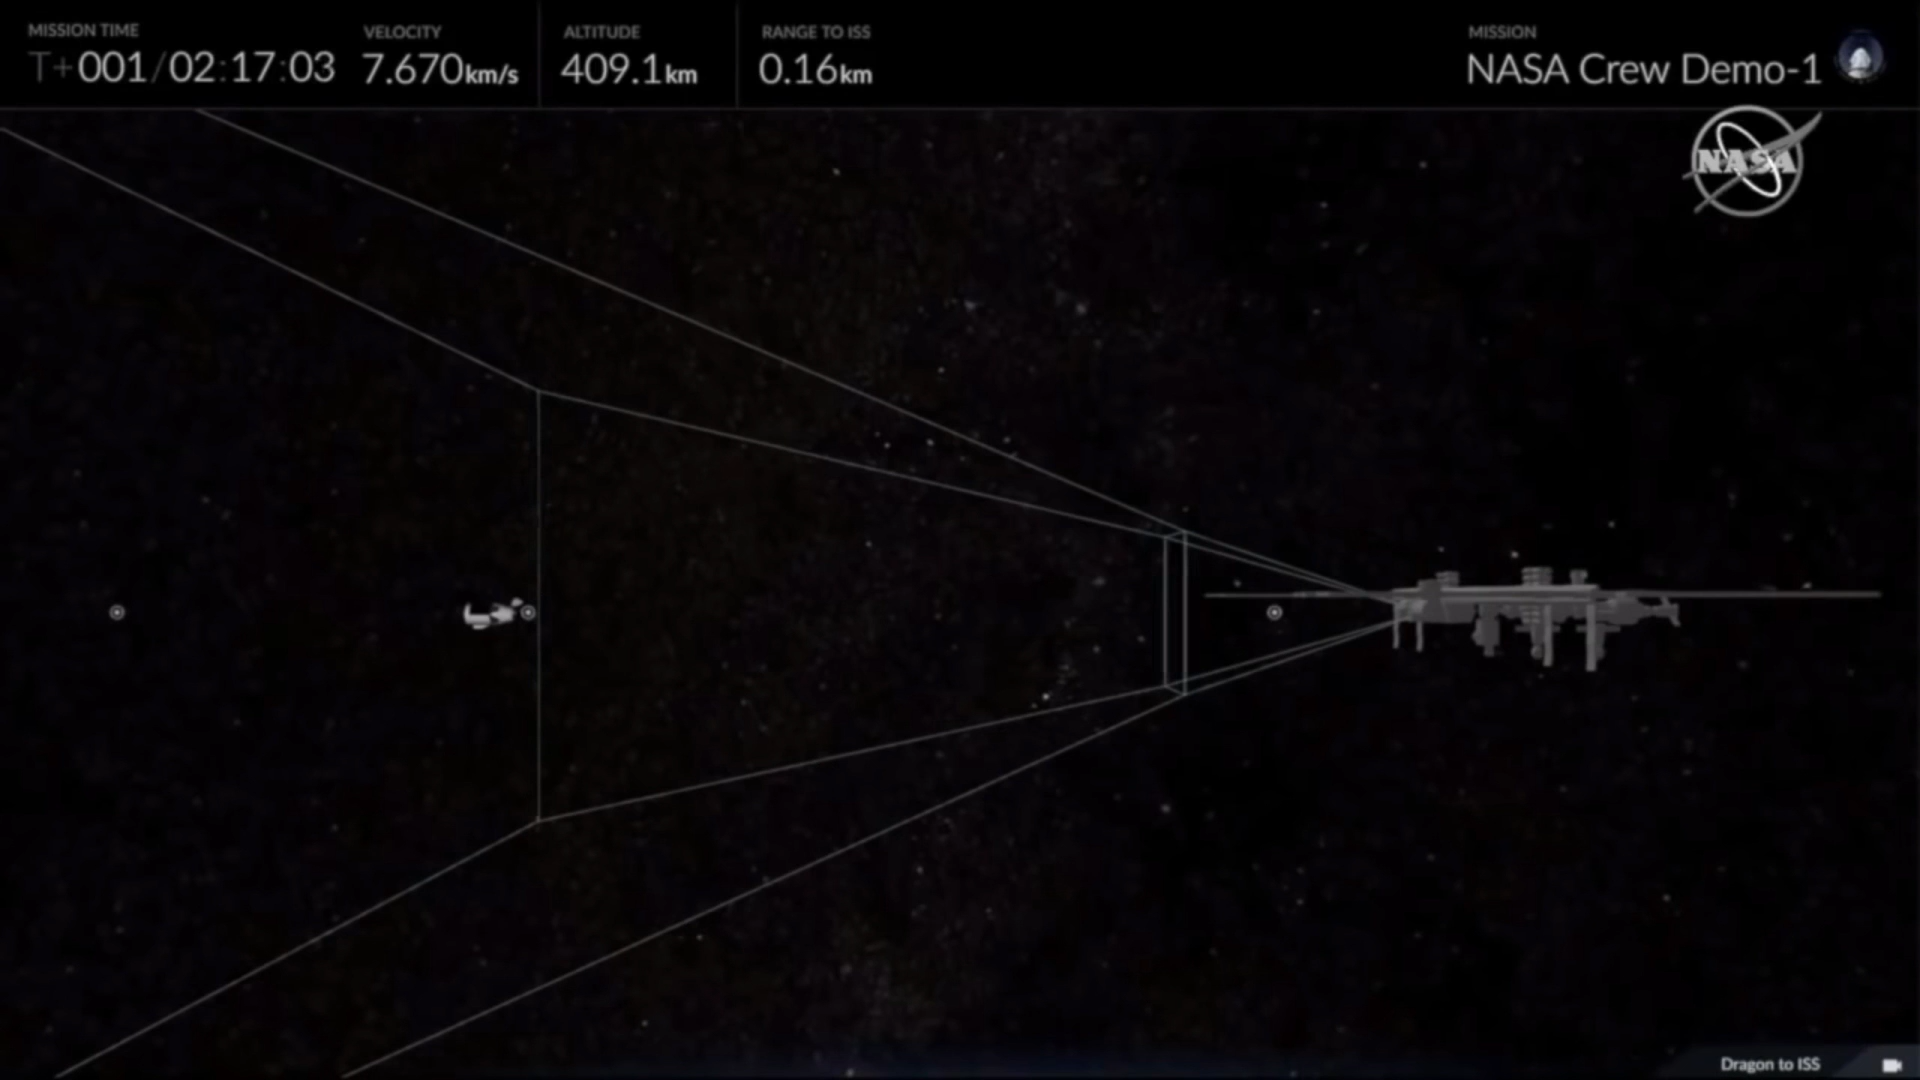 MISSION TIME
T+001/02:17:03
VELOCITY
7.670km/s
ALTITUDE
409.1km
RANGE TO ISS
0.16km
MISSION
NASA Crew Demo-1
NASA
Dragon to ISS